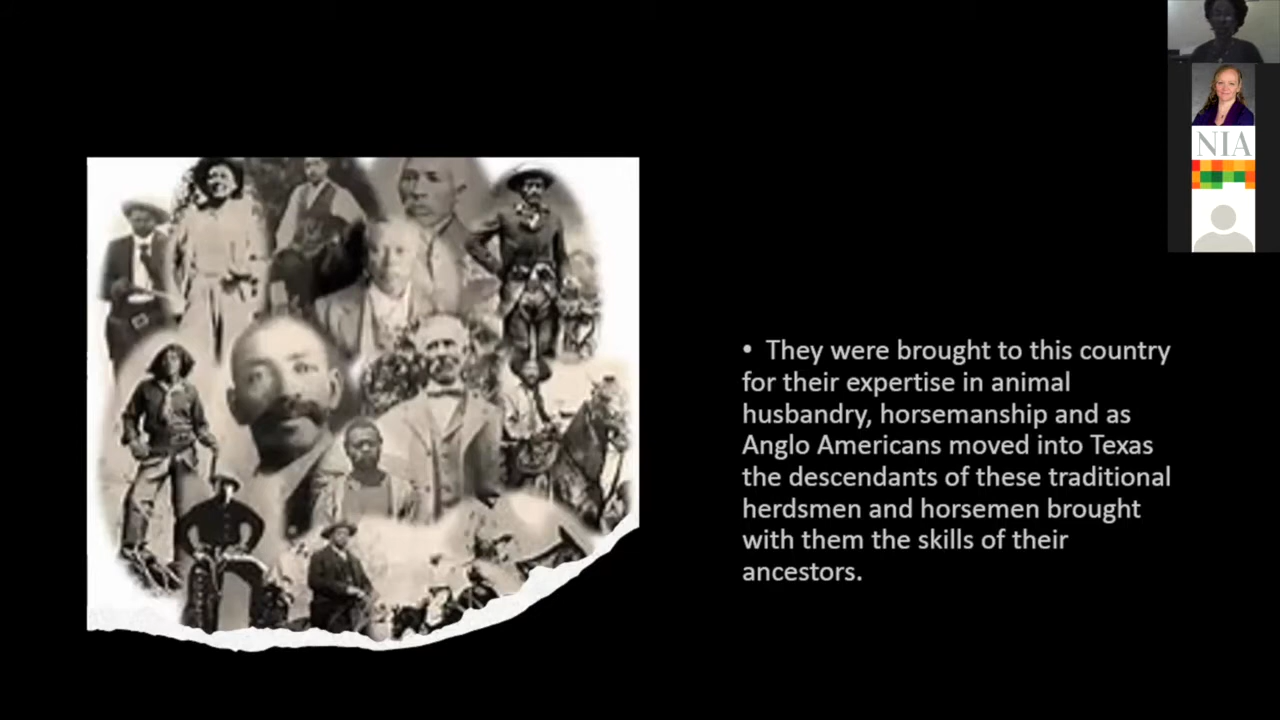 NIA
• They were brought to this country
for their expertise in animal
husbandry, horsemanship and as
Anglo Americans moved into Texas
the descendants of these traditional
herdsmen and horsemen brought
with them the skills of their
ancestors.